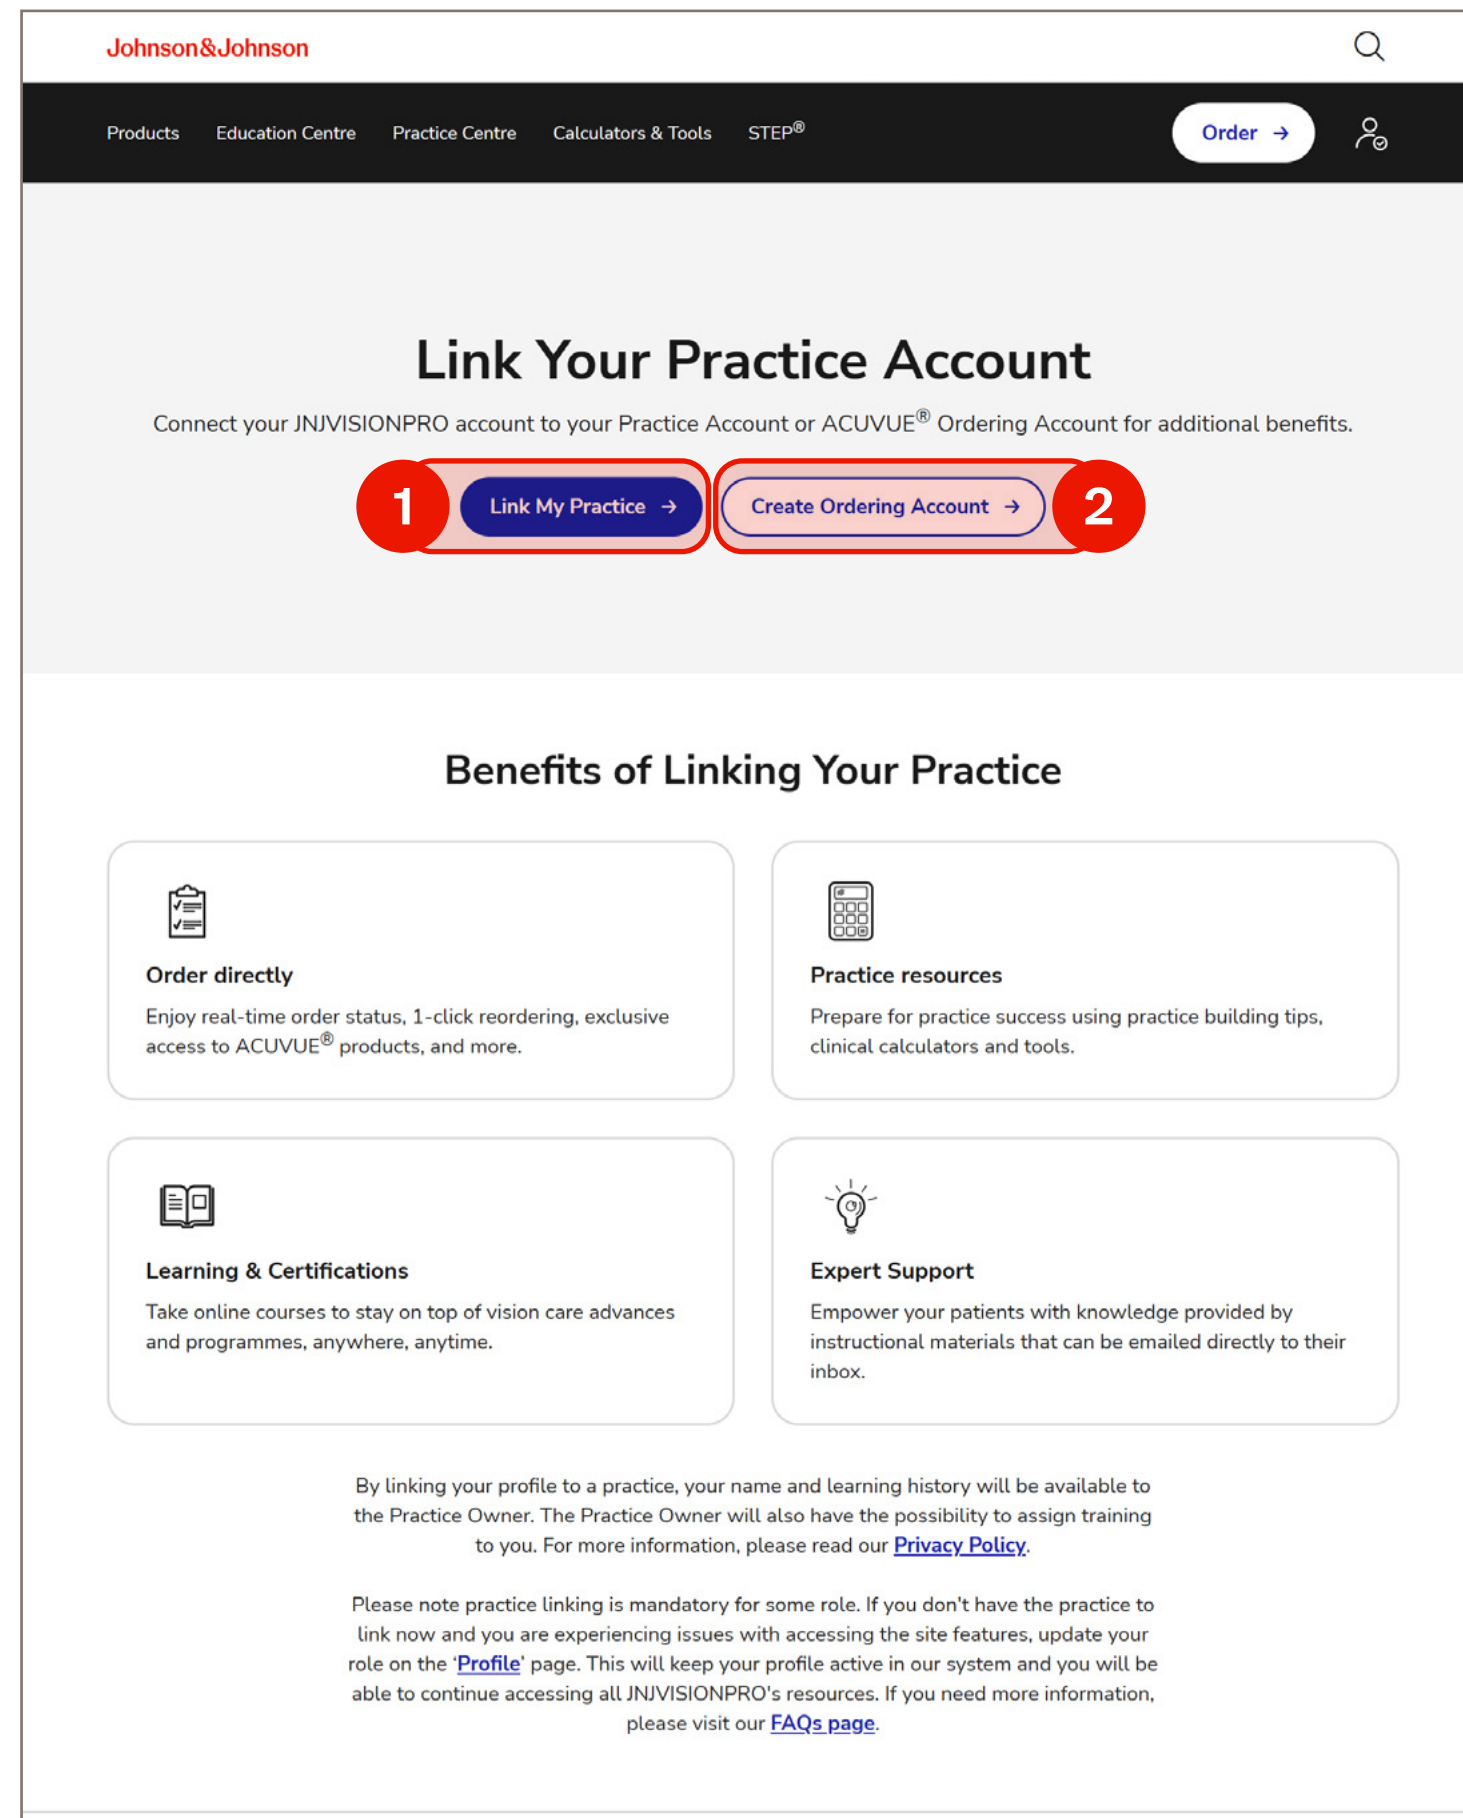 Johnson&Johnson
Products Education Centre Practice Centre Calculators & Tools STEP® Order →
Link Your Practice Account
Connect your JNJVISIONPRO account to your Practice Account or ACUVUE® Ordering Account for additional benefits.
1 Link My Practice → Create Ordering Account → 2
Benefits of Linking Your Practice
Order directly
Enjoy real-time order status, 1-click reordering, exclusive
access to ACUVUE® products, and more.
Practice resources
Prepare for practice success using practice building tips,
clinical calculators and tools.
Learning & Certifications
Take online courses to stay on top of vision care advances
and programmes, anywhere, anytime.
Expert Support
Empower your patients with knowledge provided by
instructional materials that can be emailed directly to their
inbox.
By linking your profile to a practice, your name and learning history will be available to
the Practice Owner. The Practice Owner will also have the possibility to assign training
to you. For more information, please read our Privacy Policy.
Please note practice linking is mandatory for some role. If you don't have the practice to
link now and you are experiencing issues with accessing the site features, update your
role on the ‘Profile’ page. This will keep your profile active in our system and you will be
able to continue accessing all JNJVISIONPRO's resources. If you need more information,
please visit our FAQs page.